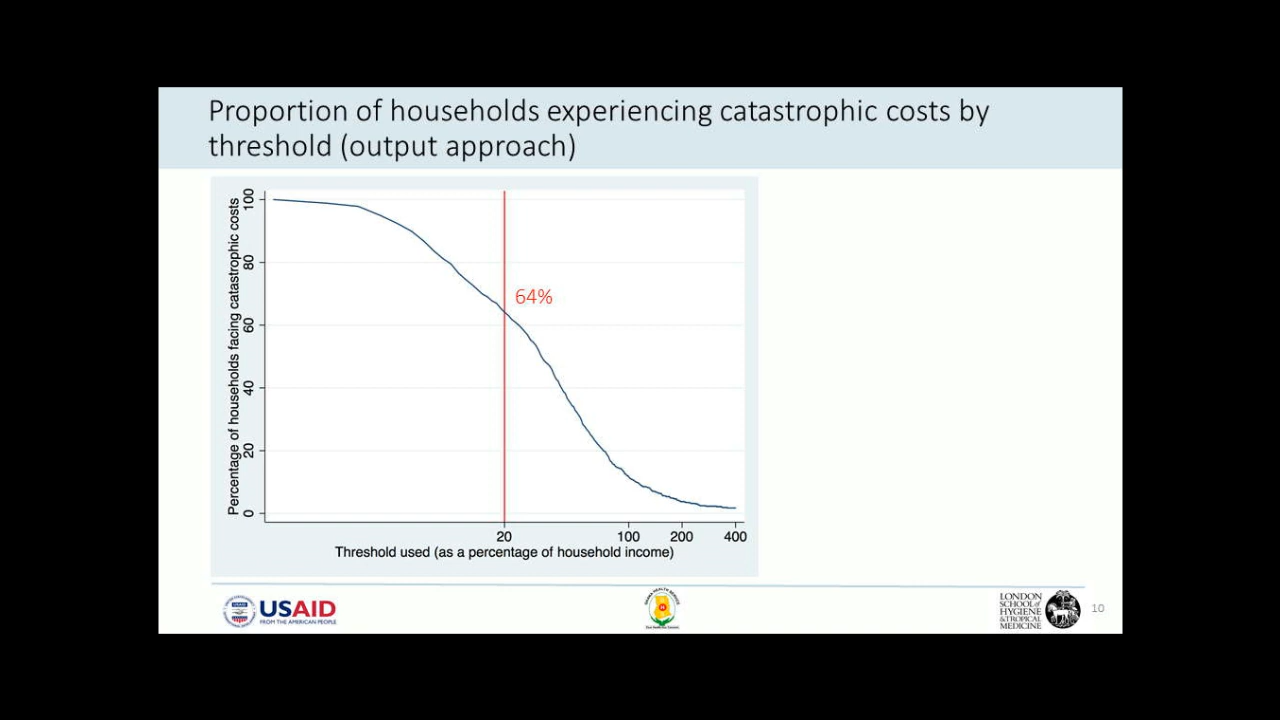 Proportion of households experiencing catastrophic costs by
threshold (output approach)
Percentage of households facing catastrophic costs
100
80
60
40
20
0
64%
20
100
200
400
Threshold used (as a percentage of household income)
USAID
FROM THE AMERICAN PEOPLE
LONDON
SCHOOL of
HYGIENE
&TROPICAL
MEDICINE
10